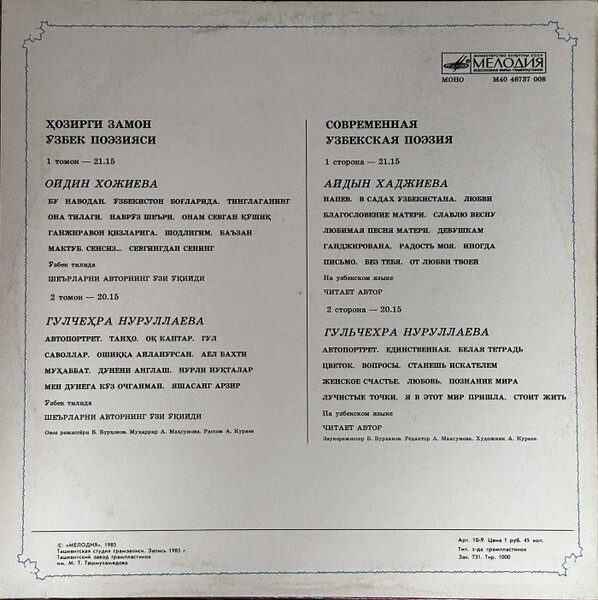 МИНИСТЕРСТВО КУЛЬТУРЫ СССР
МЕЛОДИЯ
ВСЕСОЮЗНАЯ ФИРМА ГРАМПЛАСТИНОК
МОНО М40 46737 008
ҲОЗИРГИ ЗАМОН
ЎЗБЕК ПОЭЗИЯСИ
1 томон — 21.15
ОЙДИН ХОЖИЕВА
БУ НАВОДАН. ЎЗБЕКИСТОН БОҒЛАРИДА. ТИНГЛАГАНИНГ
ОНА ТИЛАГИ. НАВРЎЗ ШЕЪРИ. ОНАМ СЕВГАН ҚЎШИҚ
ГАНЖИРАВОН ҚИЗЛАРИГА. ШОДЛИГИМ. БАЪЗАН
МАКТУБ. СЕНСИЗ... СЕВГИНГДАН СЕНИНГ
Ўзбек тилида
ШЕЪРЛАРНИ АВТОРНИНГ ЎЗИ ЎҚИЙДИ
2 томон — 20.15
ГУЛЧЕҲРА НУРУЛЛАЕВА
АВТОПОРТРЕТ. ТАНҲО. ОҚ КАПТАР. ГУЛ
САВОЛЛАР. ОШИҚҚА АЙЛАНУРСАН. АЕЛ БАХТИ
МУҲАББАТ. ДУНЁНИ АНГЛАШ. НУРЛИ НУҚТАЛАР
МЕН ДУНЁГА КЎЗ ОЧГАНМАН. ЯШАСАНГ АРЗИР
Ўзбек тилида
ШЕЪРЛАРНИ АВТОРНИНГ ЎЗИ ЎҚИЙДИ
Овоз режиссёри Б. Бурҳонов. Муҳаррир А. Махсумова. Рассом А. Кураев
СОВРЕМЕННАЯ
УЗБЕКСКАЯ ПОЭЗИЯ
1 сторона — 21.15
АЙДЫН ХАДЖИЕВА
НАПЕВ. В САДАХ УЗБЕКИСТАНА. ЛЮБВИ
БЛАГОСЛОВЕНИЕ МАТЕРИ. СЛАВЛЮ ВЕСНУ
ЛЮБИМАЯ ПЕСНЯ МАТЕРИ. ДЕВУШКАМ
ГАНДЖИРОВАНА. РАДОСТЬ МОЯ. ИНОГДА
ПИСЬМО. БЕЗ ТЕБЯ. ОТ ЛЮБВИ ТВОЕЙ
На узбекском языке
ЧИТАЕТ АВТОР
2 сторона — 20.15
ГУЛЬЧЕХРА НУРУЛЛАЕВА
АВТОПОРТРЕТ. ЕДИНСТВЕННАЯ. БЕЛАЯ ТЕТРАДЬ
ЦВЕТОК. ВОПРОСЫ. СТАНЕШЬ ИСКАТЕЛЕМ
ЖЕНСКОЕ СЧАСТЬЕ. ЛЮБОВЬ. ПОЗНАНИЕ МИРА
ЛУЧИСТЫЕ ТОЧКИ. Я В ЭТОТ МИР ПРИШЛА. СТОИТ ЖИТЬ
На узбекском языке
ЧИТАЕТ АВТОР
Звукорежиссер Б. Бурханов. Редактор А. Максумова. Художник А. Кураев
© «МЕЛОДИЯ», 1985
Ташкентская студия грамзаписи. Запись 1985 г.
Ташкентский завод грампластинок
им. М. Т. Ташмухамедова
Арт. 10-9. Цена 1 руб. 45 коп.
Тип. з-да грампластинок
Зак. 731. Тир. 1000